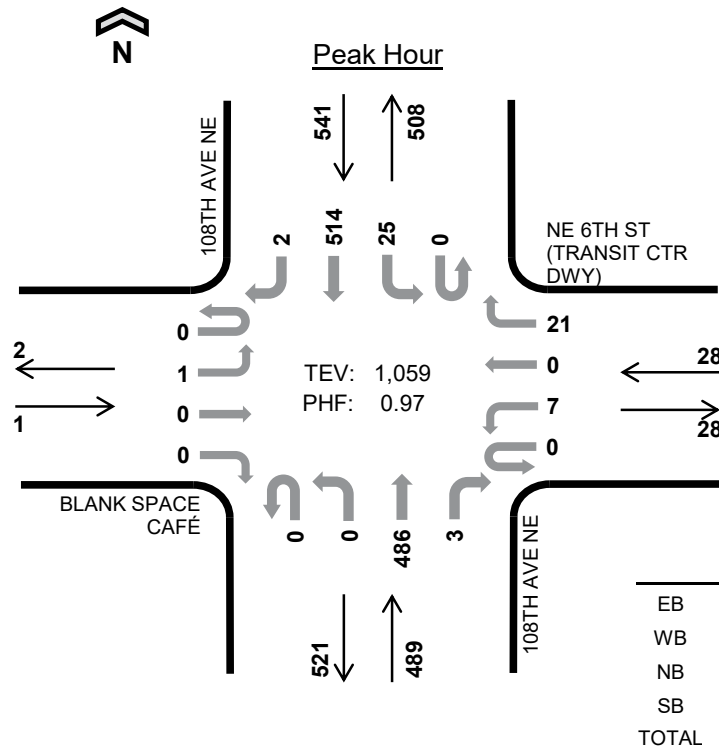 N
Peak Hour
541
508
108TH AVE NE
2
514
25
0
NE 6TH ST
(TRANSIT CTR
DWY)
0
21
2
1
0
28
TEV: 1,059
PHF: 0.97
0
7
1
0
0
28
BLANK SPACE
CAFÉ
0
0
486
3
108TH AVE NE
521
489
EB
WB
NB
SB
TOTAL